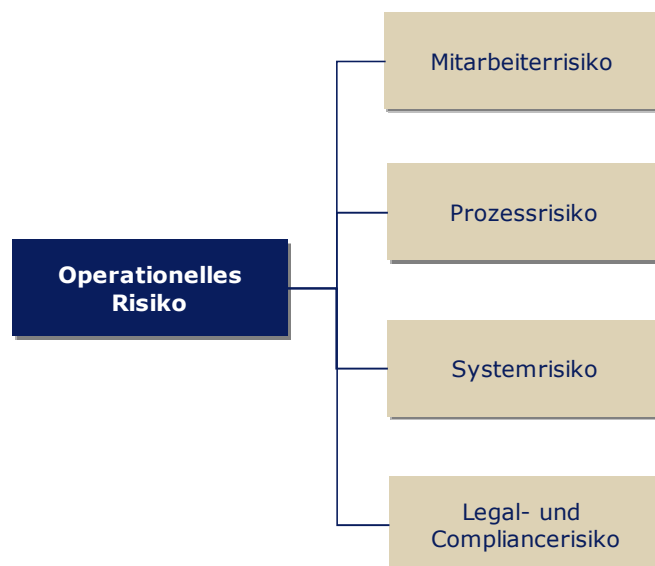 Mitarbeiterrisiko
Prozessrisiko
Operationelles
Risiko
Systemrisiko
Legal- und
Compliancerisiko